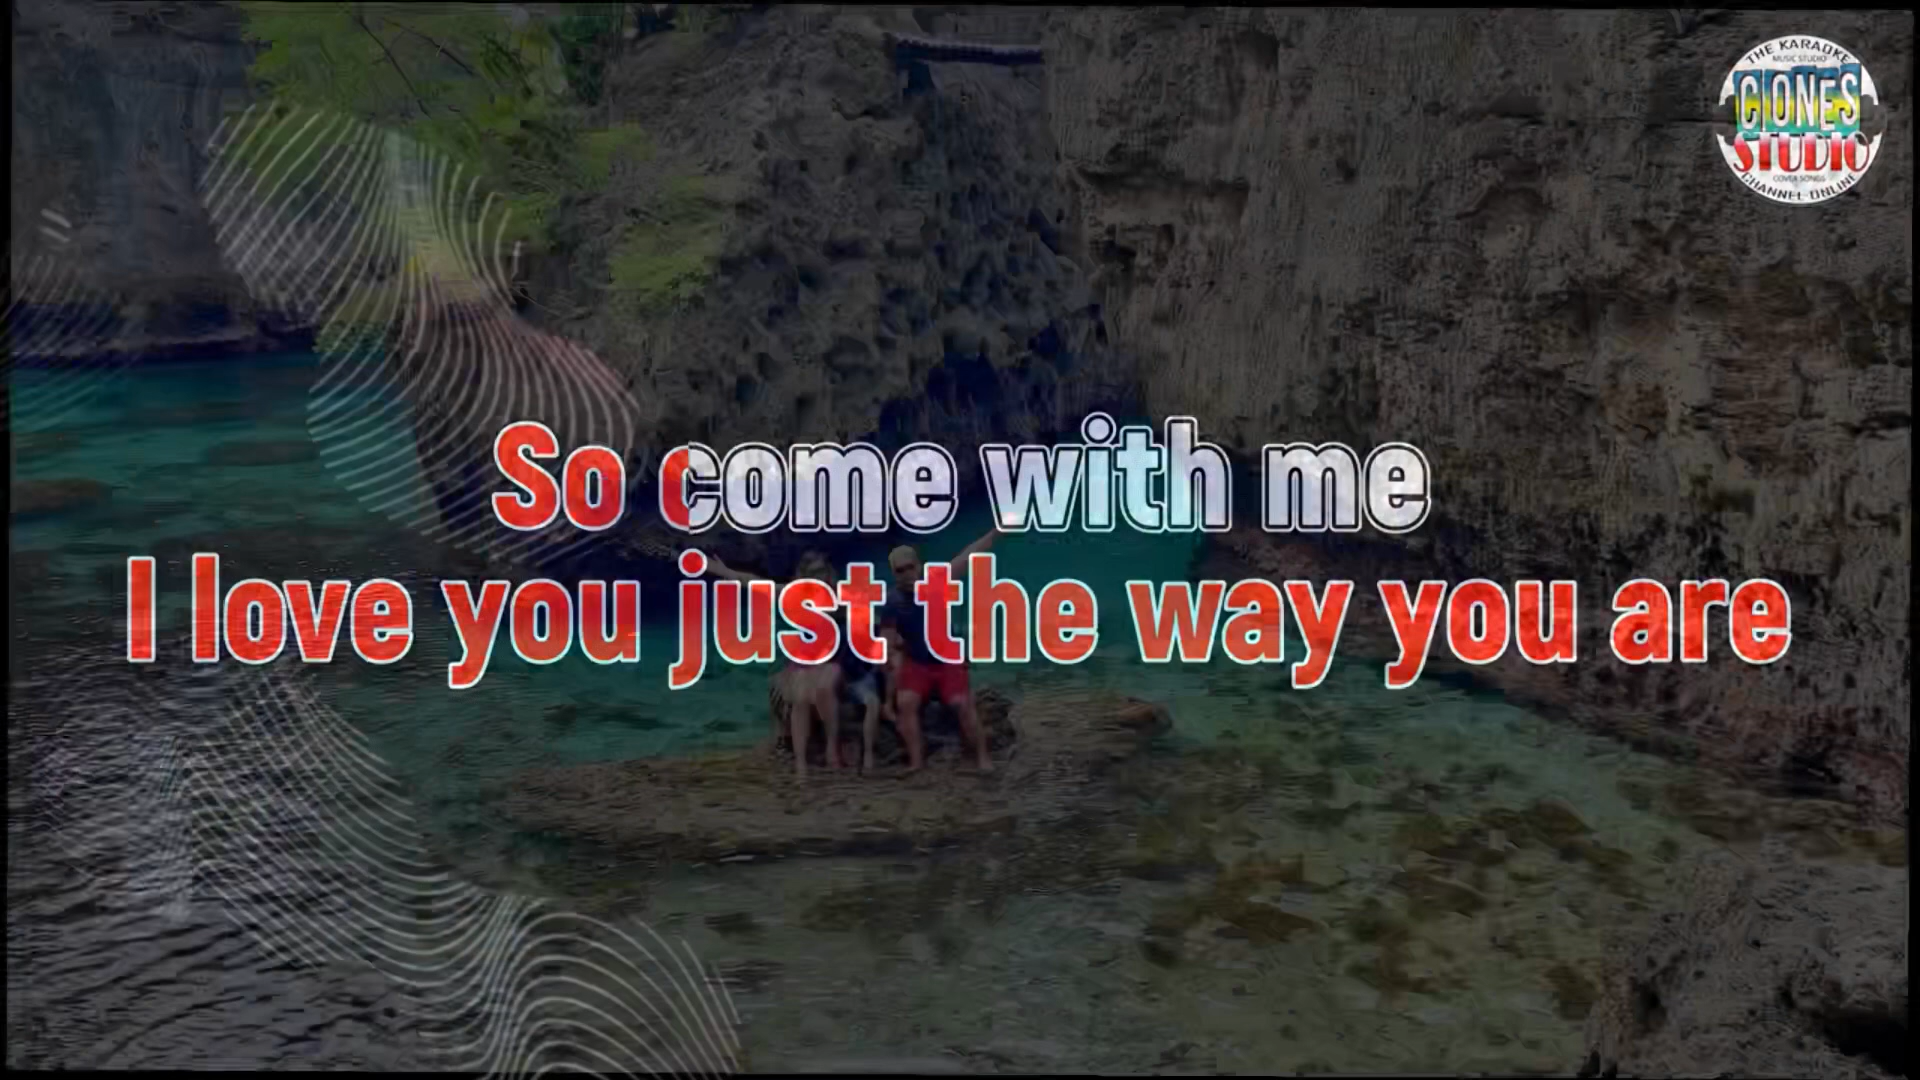 THE KARAOKE
MUSIC STUDIO
CIONES
STUDIO
COVER SONGS
CHANNEL ONLINE
So come with me
I love you just the way you are